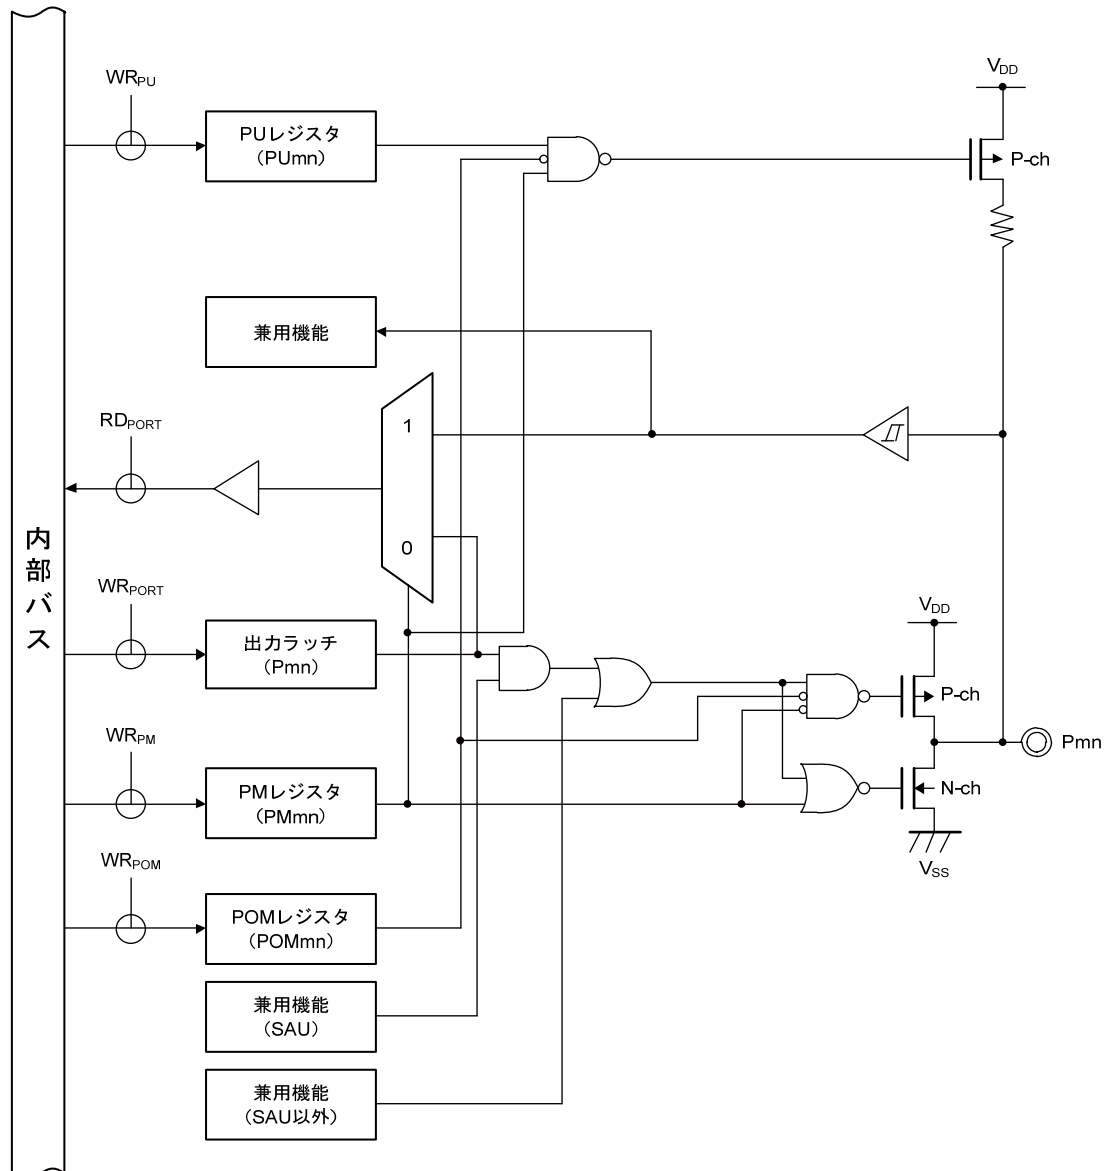 WRPU
PUレジスタ
(PUmn)
VDD
P-ch
兼用機能
RDPORT
1
0
内部バス
WRPORT
出力ラッチ
(Pmn)
VDD
P-ch
Pmn
WRPM
PMレジスタ
(PMmn)
N-ch
VSS
WRPOM
POMレジスタ
(POMmn)
兼用機能
(SAU)
兼用機能
(SAU以外)